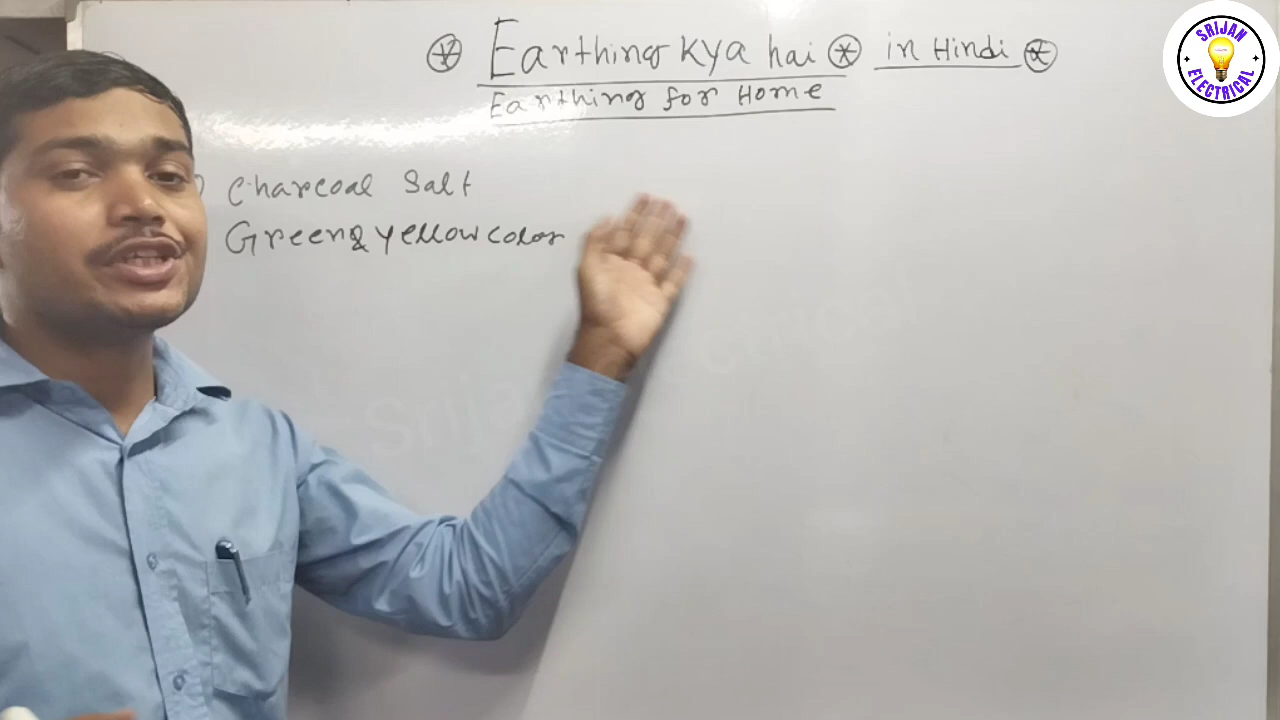 Earthing Kya hai in Hindi
Earthing for Home
Charcoal Salt
Green & yellow color
SRIJAN
ELECTRICAL